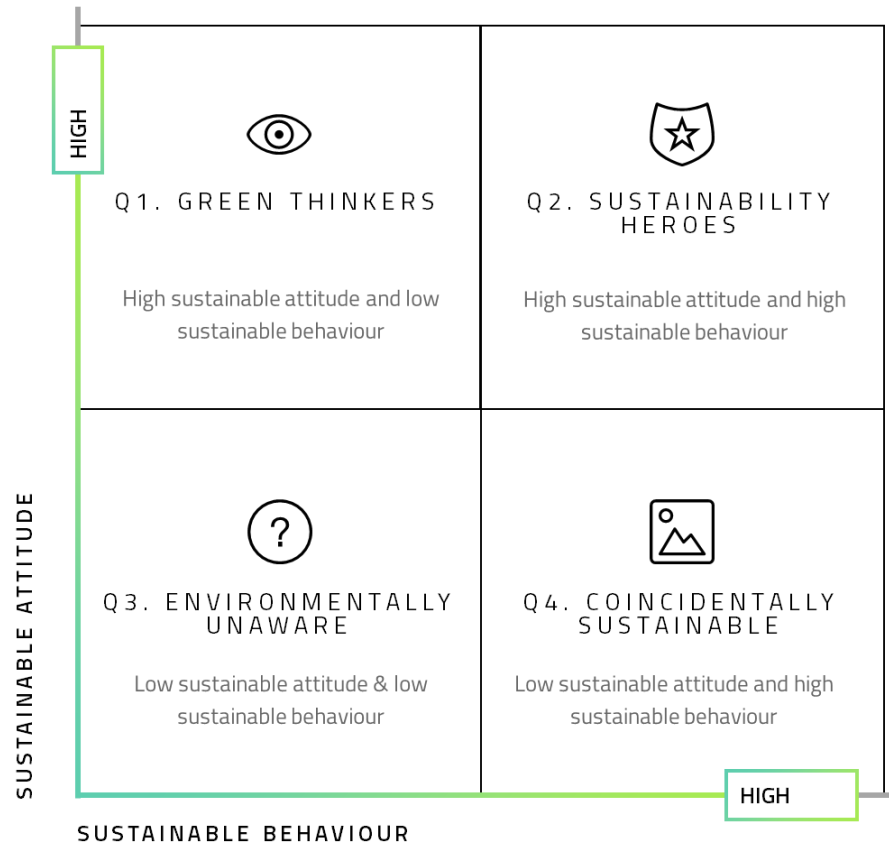 HIGH
Q1. GREEN THINKERS
High sustainable attitude and low
sustainable behaviour
Q2. SUSTAINABILITY
HEROES
High sustainable attitude and high
sustainable behaviour
SUSTAINABLE ATTITUDE
?
Q3. ENVIRONMENTALLY
UNAWARE
Low sustainable attitude & low
sustainable behaviour
Q4. COINCIDENTALLY
SUSTAINABLE
Low sustainable attitude and high
sustainable behaviour
HIGH
SUSTAINABLE BEHAVIOUR